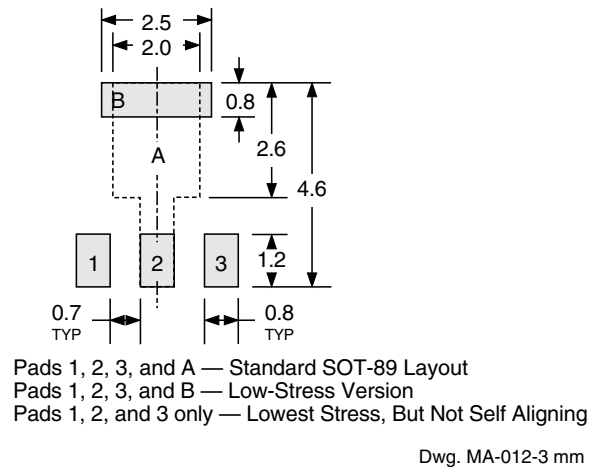 2.5
2.0
B
0.8
A
2.6
4.6
1 2 3
1.2
0.7
TYP
0.8
TYP
Pads 1, 2, 3, and A — Standard SOT-89 Layout
Pads 1, 2, 3, and B — Low-Stress Version
Pads 1, 2, and 3 only — Lowest Stress, But Not Self Aligning
Dwg. MA-012-3 mm